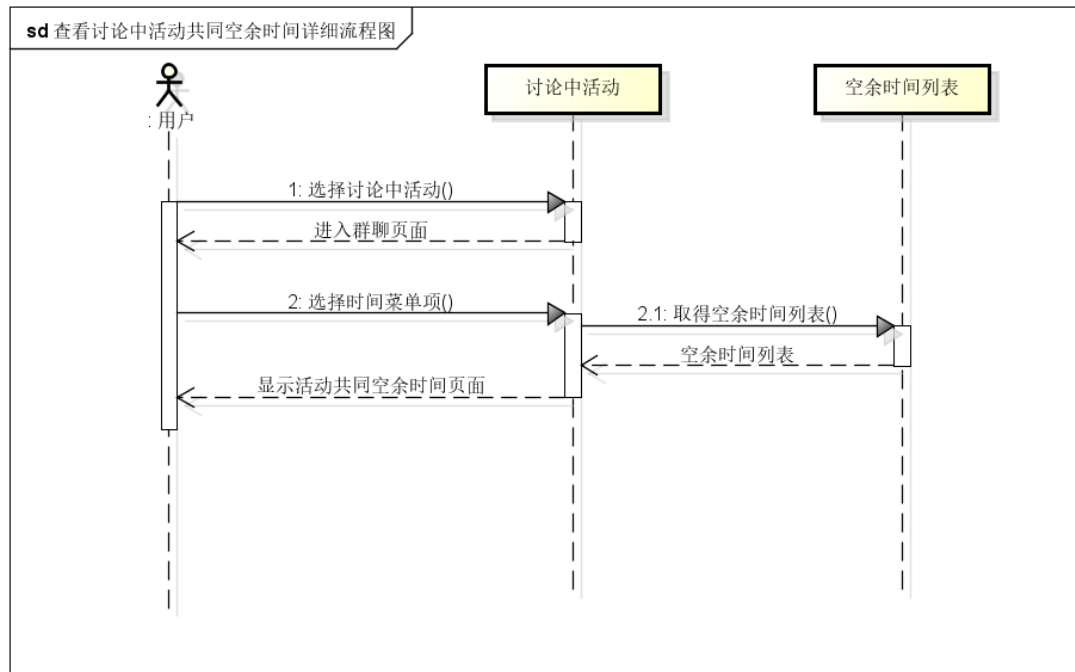 sd 查看讨论中活动共同空余时间详细流程图
: 用户
讨论中活动
空余时间列表
1: 选择讨论中活动()
进入群聊页面
2: 选择时间菜单项()
2.1: 取得空余时间列表()
空余时间列表
显示活动共同空余时间页面